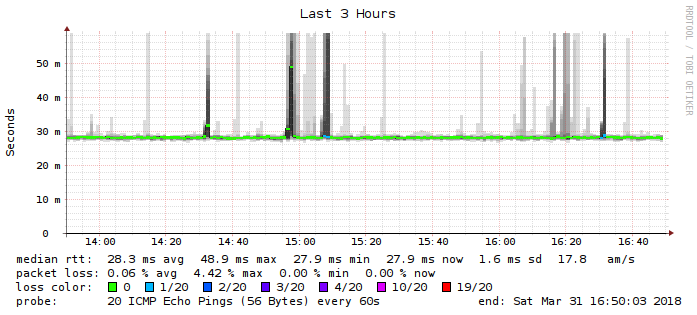 Last 3 Hours
RRDTOOL / TOBI OETIKER
Seconds
50 m
40 m
30 m
20 m
10 m
0
14:00 14:20 14:40 15:00 15:20 15:40 16:00 16:20 16:40
median rtt: 28.3 ms avg 48.9 ms max 27.9 ms min 27.9 ms now 1.6 ms sd 17.8 am/s
packet loss: 0.06 % avg 4.42 % max 0.00 % min 0.00 % now
loss color: 0 1/20 2/20 3/20 4/20 10/20 19/20
probe: 20 ICMP Echo Pings (56 Bytes) every 60s end: Sat Mar 31 16:50:03 2018